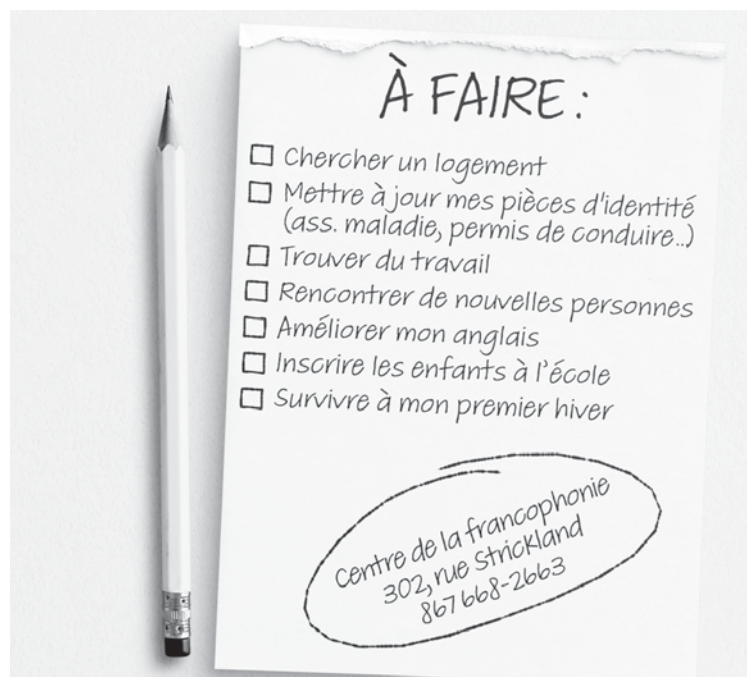 À FAIRE :
Chercher un logement
Mettre à jour mes pièces d'identité
(ass. maladie, permis de conduire...)
Trouver du travail
Rencontrer de nouvelles personnes
Améliorer mon anglais
Inscrire les enfants à l'école
Survivre à mon premier hiver
Centre de la francophonie
302, rue Strickland
867 668-2663